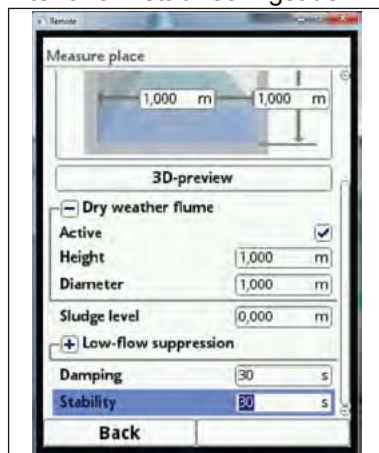 Remote
Measure place
1,000 m 1,000 m
3D-preview
Dry weather flume
Active
Height 1,000 m
Diameter 1,000 m
Sludge level 0,000 m
Low-flow suppression
Damping 30 s
Stability 30 s
Back